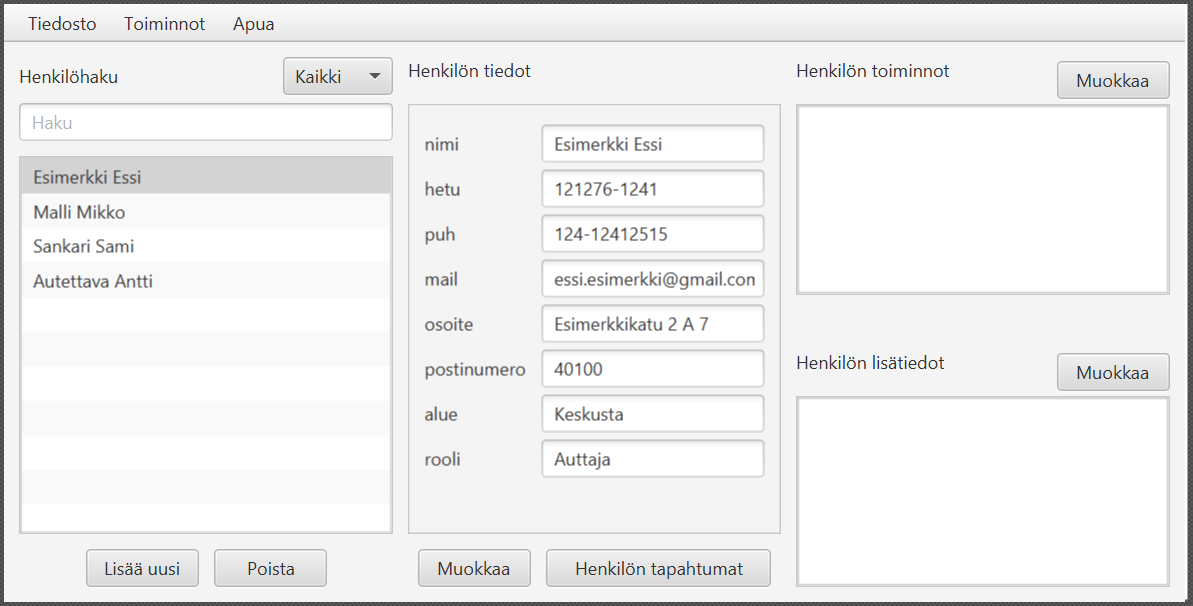 Tiedosto Toiminnot Apua
Henkilöhaku Kaikki
Haku
Esimerkki Essi
Malli Mikko
Sankari Sami
Autettava Antti
Lisää uusi Poista
Henkilön tiedot
nimi Esimerkki Essi
hetu 121276-1241
puh 124-12412515
mail essi.esimerkki@gmail.con
osoite Esimerkkikatu 2 A 7
postinumero 40100
alue Keskusta
rooli Auttaja
Muokkaa Henkilön tapahtumat
Henkilön toiminnot Muokkaa
Henkilön lisätiedot Muokkaa